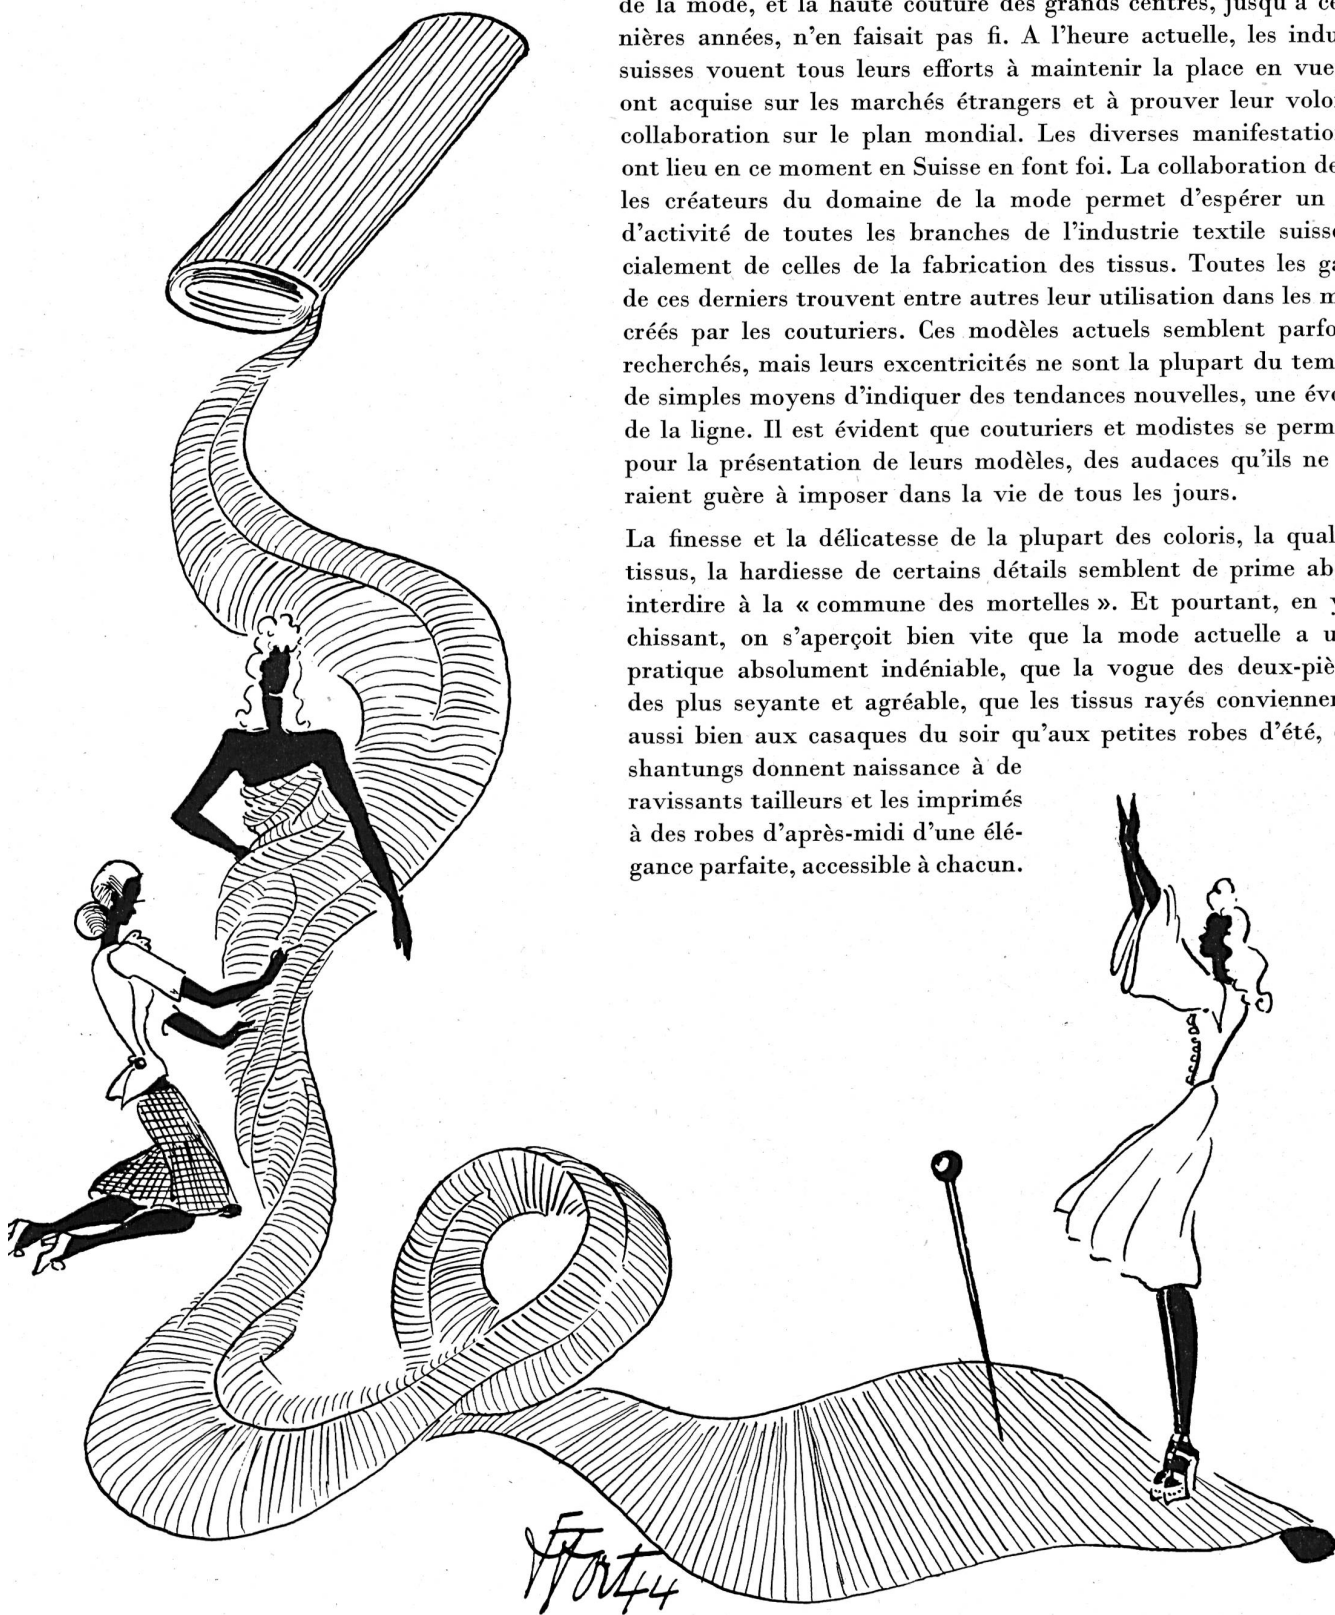 de la mode, et la haute couture des grands centres, jusqu'à ce
nières années, n'en faisait pas fi. A l'heure actuelle, les indu
suisses vouent tous leurs efforts à maintenir la place en vue
ont acquise sur les marchés étrangers et à prouver leur volo
collaboration sur le plan mondial. Les diverses manifestatio
ont lieu en ce moment en Suisse en font foi. La collaboration de
les créateurs du domaine de la mode permet d'espérer un
d'activité de toutes les branches de l'industrie textile suiss
cialement de celles de la fabrication des tissus. Toutes les ga
de ces derniers trouvent entre autres leur utilisation dans les m
créés par les couturiers. Ces modèles actuels semblent parfo
recherchés, mais leurs excentricités ne sont la plupart du tem
de simples moyens d'indiquer des tendances nouvelles, une évo
de la ligne. Il est évident que couturiers et modistes se perm
pour la présentation de leurs modèles, des audaces qu'ils ne
raient guère à imposer dans la vie de tous les jours.
La finesse et la délicatesse de la plupart des coloris, la qual
tissus, la hardiesse de certains détails semblent de prime ab
interdire à la « commune des mortelles ». Et pourtant, en y
chissant, on s'aperçoit bien vite que la mode actuelle a u
pratique absolument indéniable, que la vogue des deux-piè
des plus seyante et agréable, que les tissus rayés convienne
aussi bien aux casaques du soir qu'aux petites robes d'été,
shantungs donnent naissance à de
ravissants tailleurs et les imprimés
à des robes d'après-midi d'une élé-
gance parfaite, accessible à chacun.
44